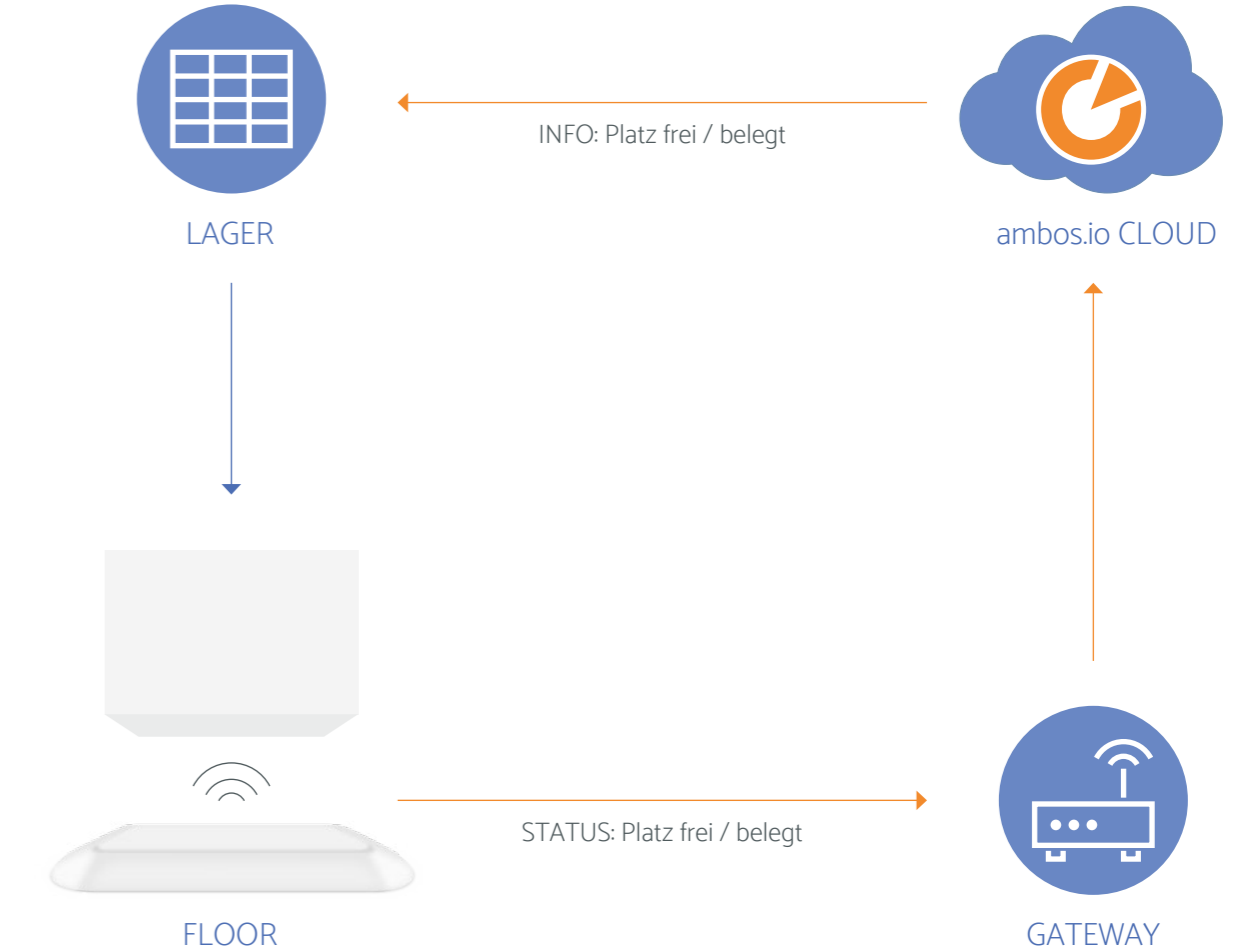 INFO: Platz frei / belegt
LAGER
ambos.io CLOUD
STATUS: Platz frei / belegt
FLOOR
GATEWAY